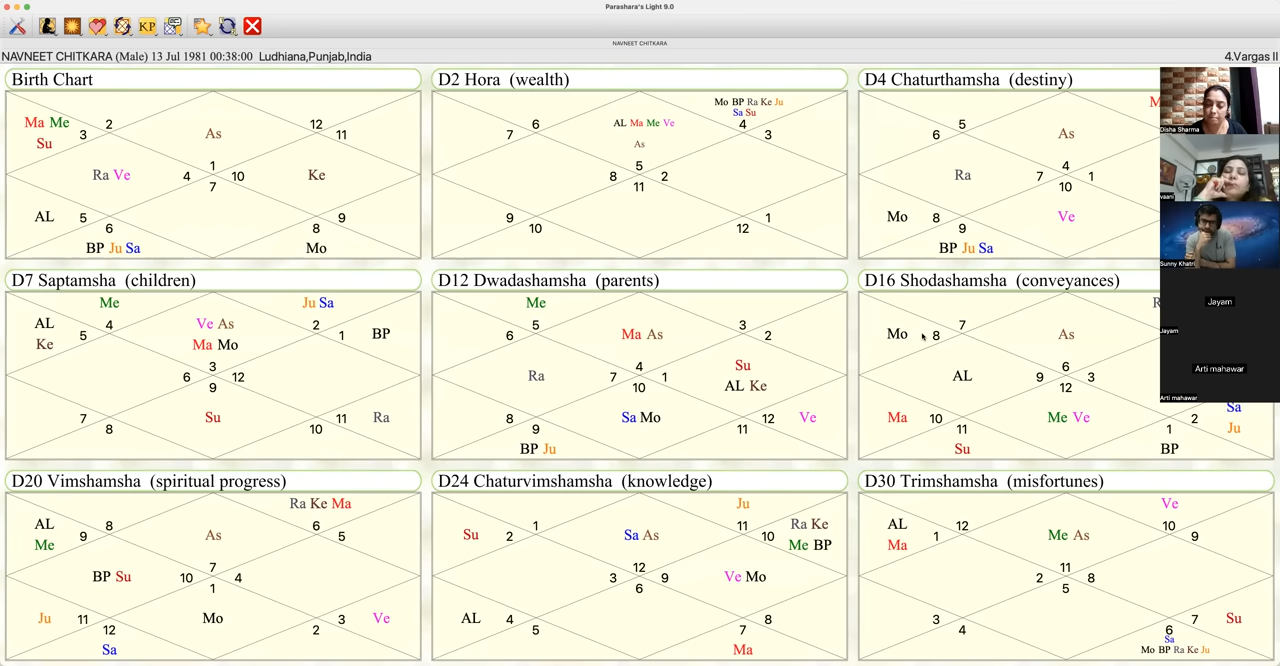 Parashara's Light 9.0
KP
NAVNEET CHITKARA
NAVNEET CHITKARA (Male) 13 Jul 1981 00:38:00 Ludhiana,Punjab,India
4.Vargas II
Birth Chart
Ma Me
Su
3
2
As
12
11
Ra Ve
4
1
10
7
Ke
AL
5
6
9
8
BP Ju Sa
Mo
D2 Hora (wealth)
7
6
AL Ma Me Ve
As
Mo BP Ra Ke Ju
Sa Su
4
3
5
8
2
11
9
10
1
12
D4 Chaturthamsha (destiny)
6
5
As
Ra
7
4
1
10
Mo
8
9
Ve
BP Ju Sa
Disha Sharma
vaani
Sunny Khatri
Jayam
Jayam
Arti mahawar
Arti mahawar
D7 Saptamsha (children)
Me
Ju Sa
AL
Ke
5
4
Ve As
Ma Mo
2
1
BP
3
6
12
9
7
8
Su
11
10
Ra
D12 Dwadashamsha (parents)
Me
6
5
Ma As
3
2
Ra
7
4
1
10
Su
AL Ke
8
9
Sa Mo
12
11
Ve
BP Ju
D16 Shodashamsha (conveyances)
Mo
8
7
As
AL
9
6
3
12
Ma
10
11
Me Ve
2
1
Sa
Ju
Su
BP
D20 Vimshamsha (spiritual progress)
Ra Ke Ma
AL
Me
9
8
As
6
5
BP Su
10
7
4
1
Ju
11
12
Mo
3
2
Ve
Sa
D24 Chaturvimshamsha (knowledge)
Ju
Su
2
1
Sa As
11
10
Ra Ke
Me BP
3
12
9
6
Ve Mo
AL
4
5
8
7
Ma
D30 Trimshamsha (misfortunes)
Ve
AL
Ma
1
12
Me As
10
9
2
11
8
5
3
4
7
6
Su
Sa
Mo BP Ra Ke Ju